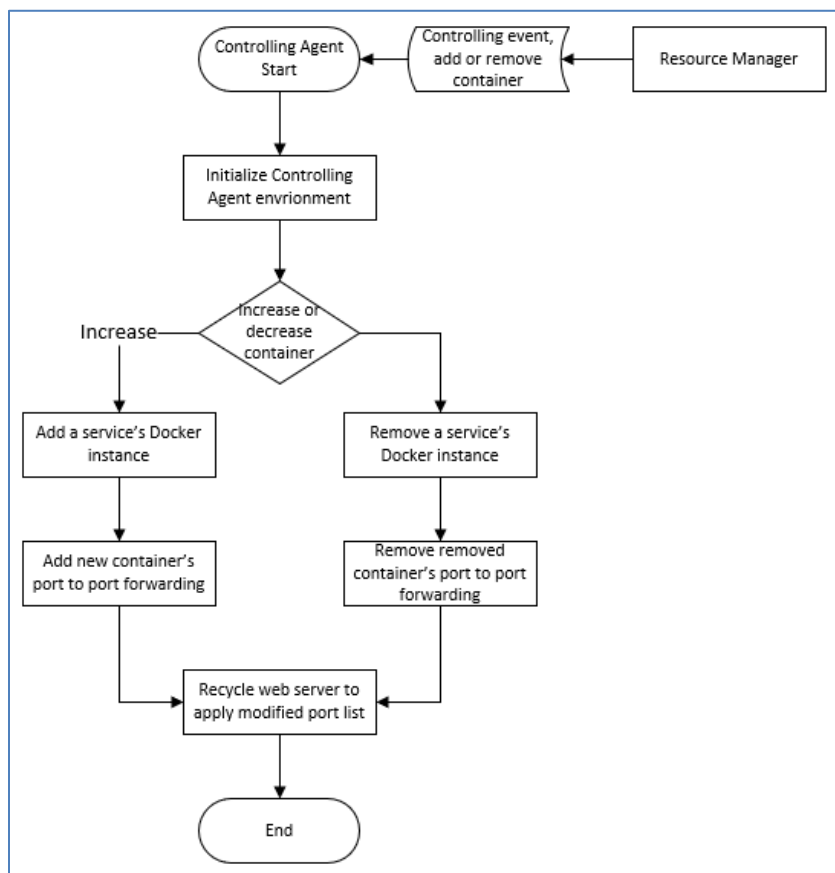 Controlling Agent
Start
Controlling event,
add or remove
container
Resource Manager
Initialize Controlling
Agent envrionment
Increase or
decrease
container
Increase
Add a service's Docker
instance
Remove a service's
Docker instance
Add new container's
port to port forwarding
Remove removed
container's port to port
forwarding
Recycle web server to
apply modified port list
End